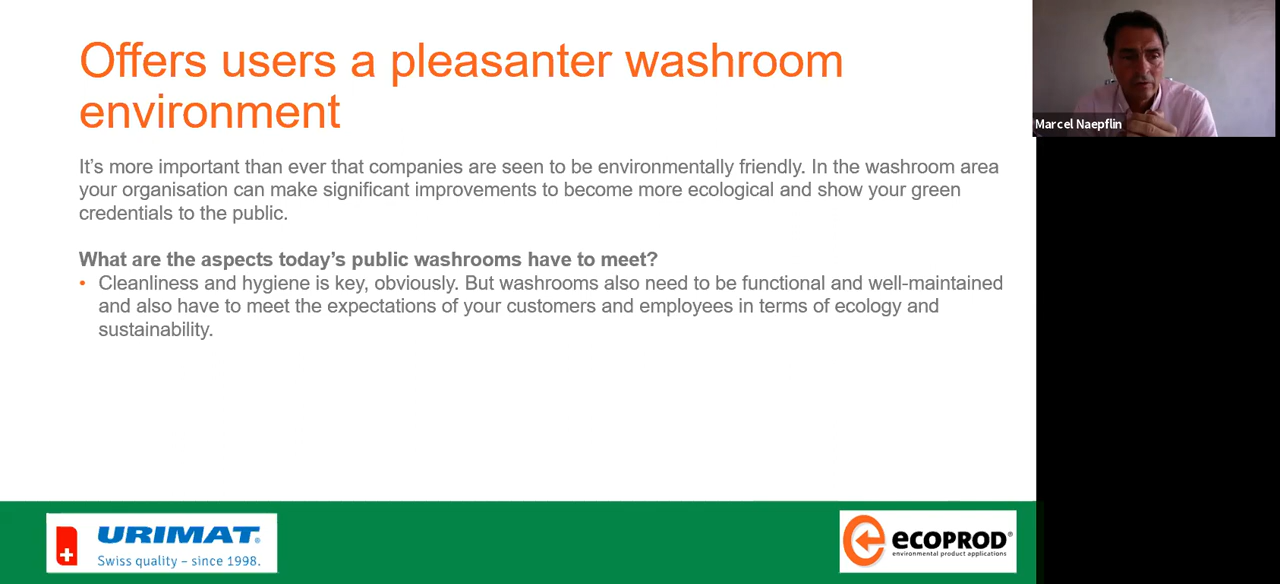 Offers users a pleasanter washroom
environment
It's more important than ever that companies are seen to be environmentally friendly. In the washroom area
your organisation can make significant improvements to become more ecological and show your green
credentials to the public.
What are the aspects today's public washrooms have to meet?
• Cleanliness and hygiene is key, obviously. But washrooms also need to be functional and well-maintained
and also have to meet the expectations of your customers and employees in terms of ecology and
sustainability.
Marcel Naepflin
URIMAT®
Swiss quality – since 1998.
ECOPROD®
environmental product applications